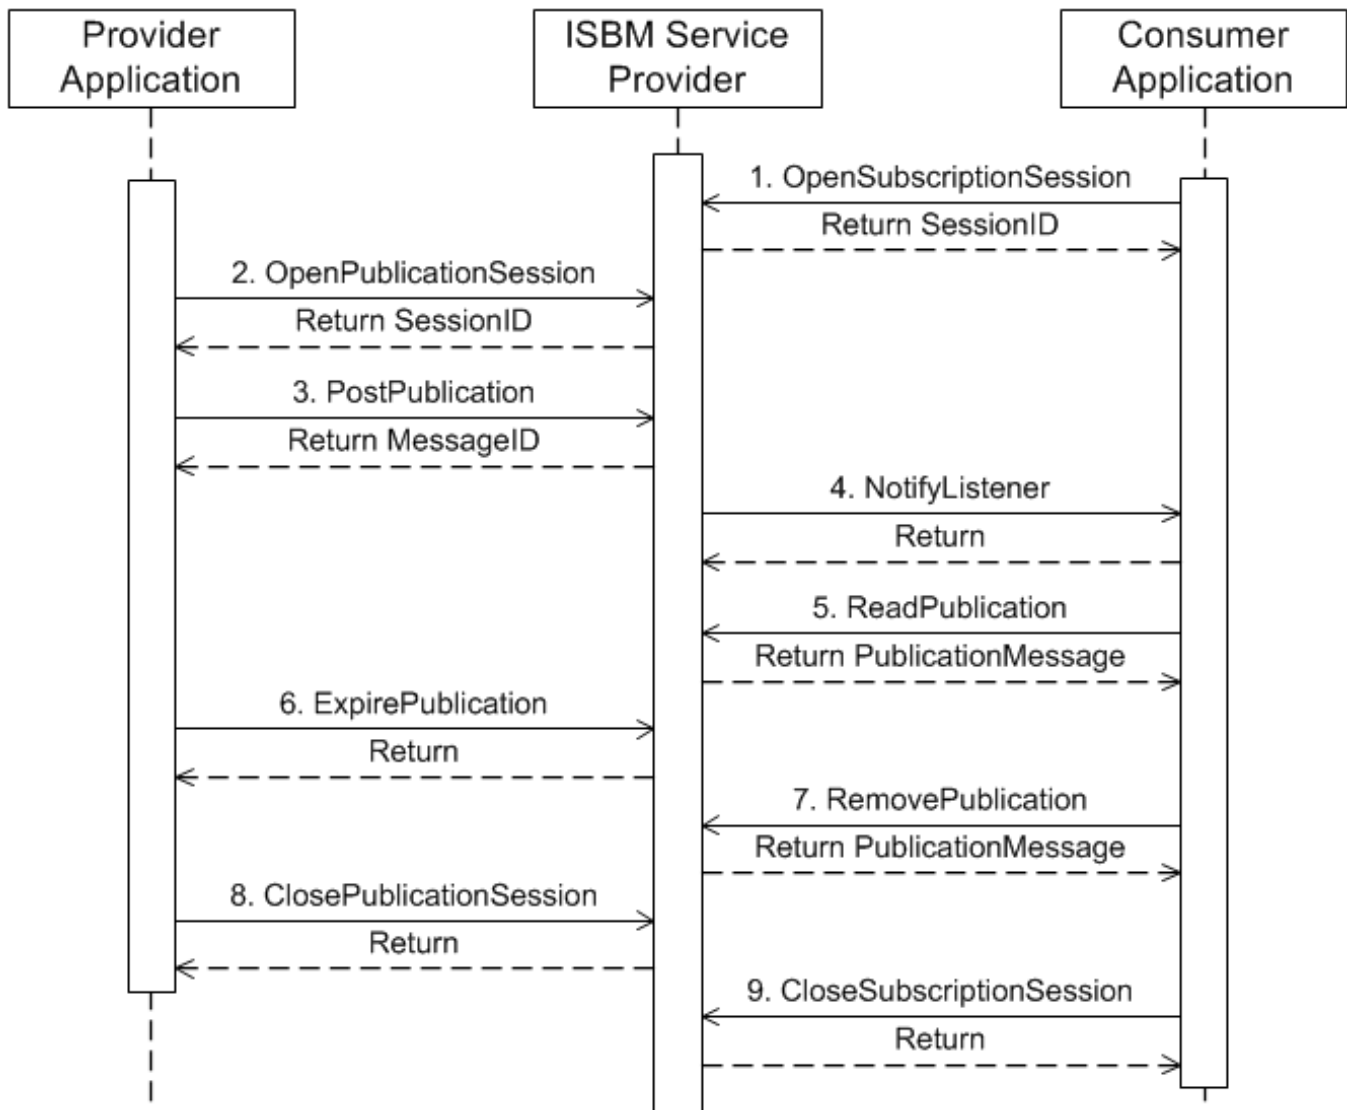 Provider
Application
ISBM Service
Provider
Consumer
Application
1. OpenSubscriptionSession
Return SessionID
2. OpenPublicationSession
Return SessionID
3. PostPublication
Return MessageID
4. NotifyListener
Return
5. ReadPublication
Return PublicationMessage
6. ExpirePublication
Return
7. RemovePublication
Return PublicationMessage
8. ClosePublicationSession
Return
9. CloseSubscriptionSession
Return